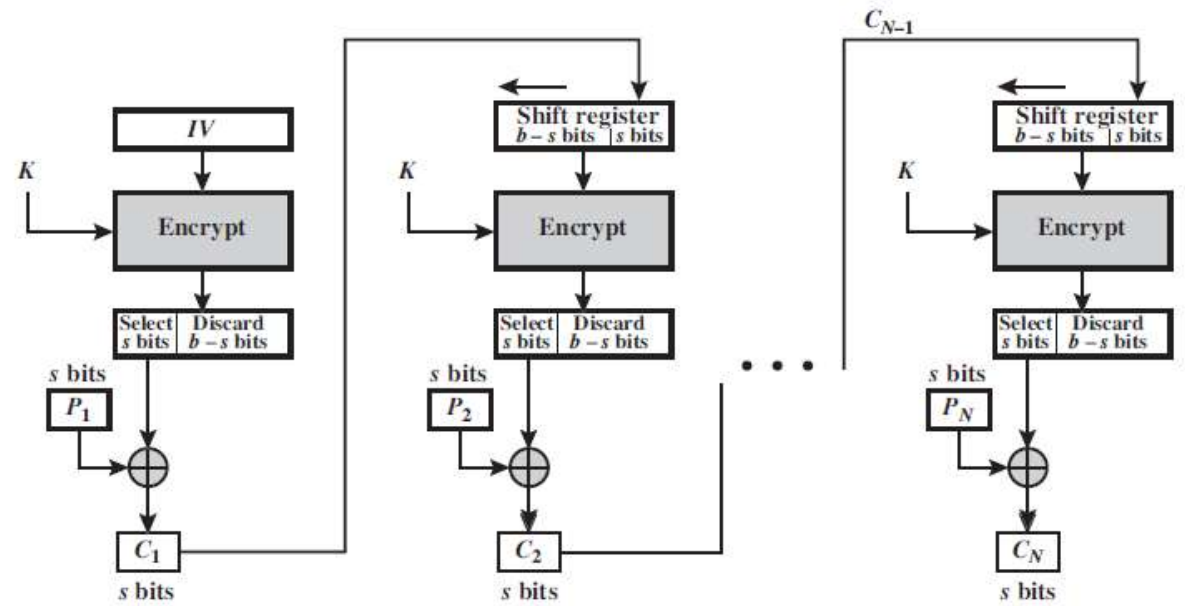 C_{N–1}
IV
K
Encrypt
Select
s bits
Discard
b – s bits
s bits
P_1
C_1
s bits
Shift register
b – s bits
s bits
K
Encrypt
Select
s bits
Discard
b – s bits
s bits
P_2
C_2
s bits
• • •
Shift register
b – s bits
s bits
K
Encrypt
Select
s bits
Discard
b – s bits
s bits
P_N
C_N
s bits